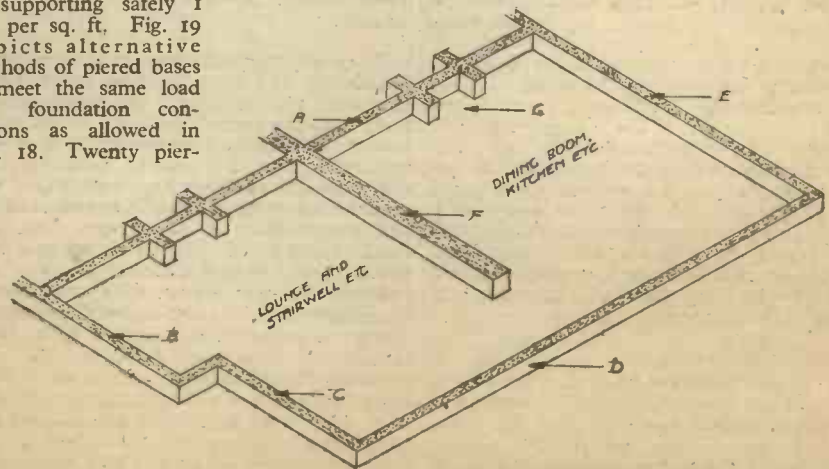 supporting safely 1
per sq. ft. Fig. 19
picts alternative
hods of piered bases
meet the same load
foundation con-
ons as allowed in
18. Twenty pier-
A
G
E
DINING ROOM,
KITCHEN ETC
F
LOUNGE AND
STAIRWELL ETC
B
C
D